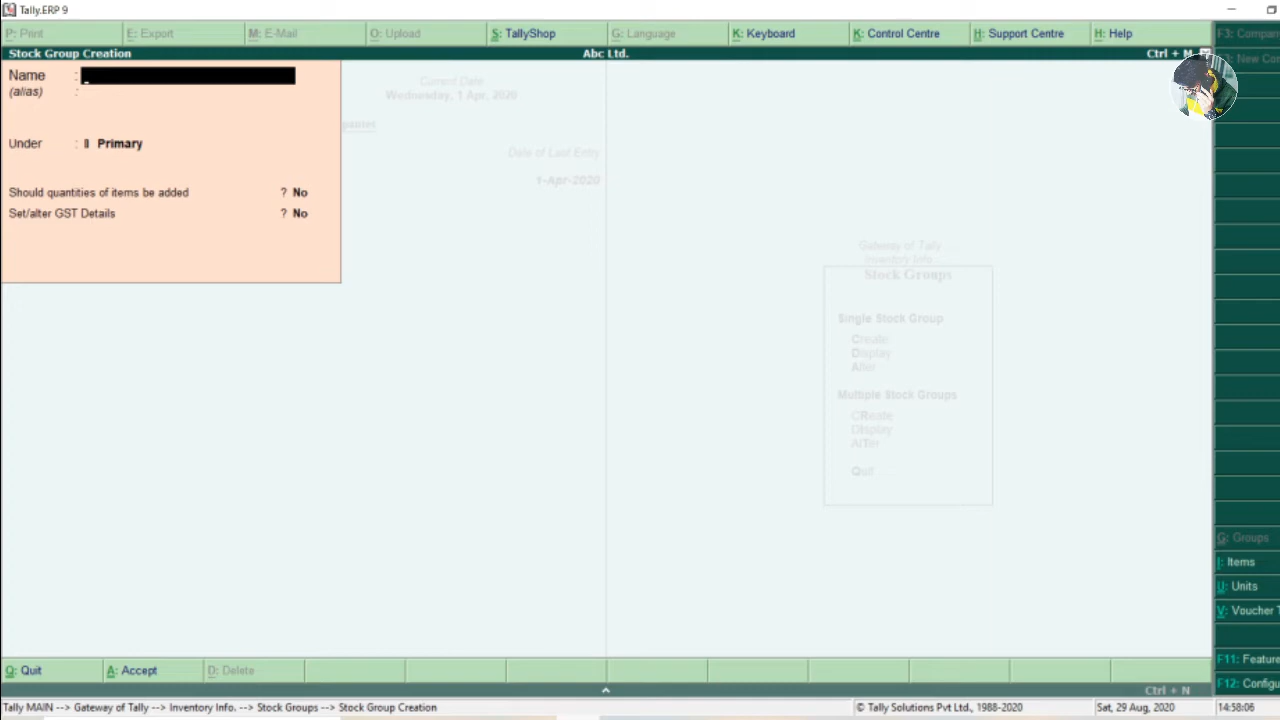 Tally.ERP 9
P: Print
E: Export
M: E-Mail
O: Upload
S: TallyShop
G: Language
K: Keyboard
K: Control Centre
H: Support Centre
H: Help
F3: Company
Stock Group Creation
Abc Ltd.
Ctrl + N
F3: New Co
Name :
(alias) :
Under : Primary
Should quantities of items be added ? No
Set/alter GST Details ? No
Current Date
Wednesday, 1 Apr, 2020
panies
Date of Last Entry
1-Apr-2020
Gateway of Tally ...
Inventory Info...
Stock Groups
Single Stock Group
Create
Display
Alter
Multiple Stock Groups
CReate
DIsplay
AlTer
Quit
G: Groups
I: Items
U: Units
V: Voucher T
F11: Feature
F12: Configu
Q: Quit
A: Accept
D: Delete
Ctrl + N
Tally MAIN --> Gateway of Tally --> Inventory Info. --> Stock Groups --> Stock Group Creation
© Tally Solutions Pvt Ltd., 1988-2020
Sat, 29 Aug, 2020
14:58:06